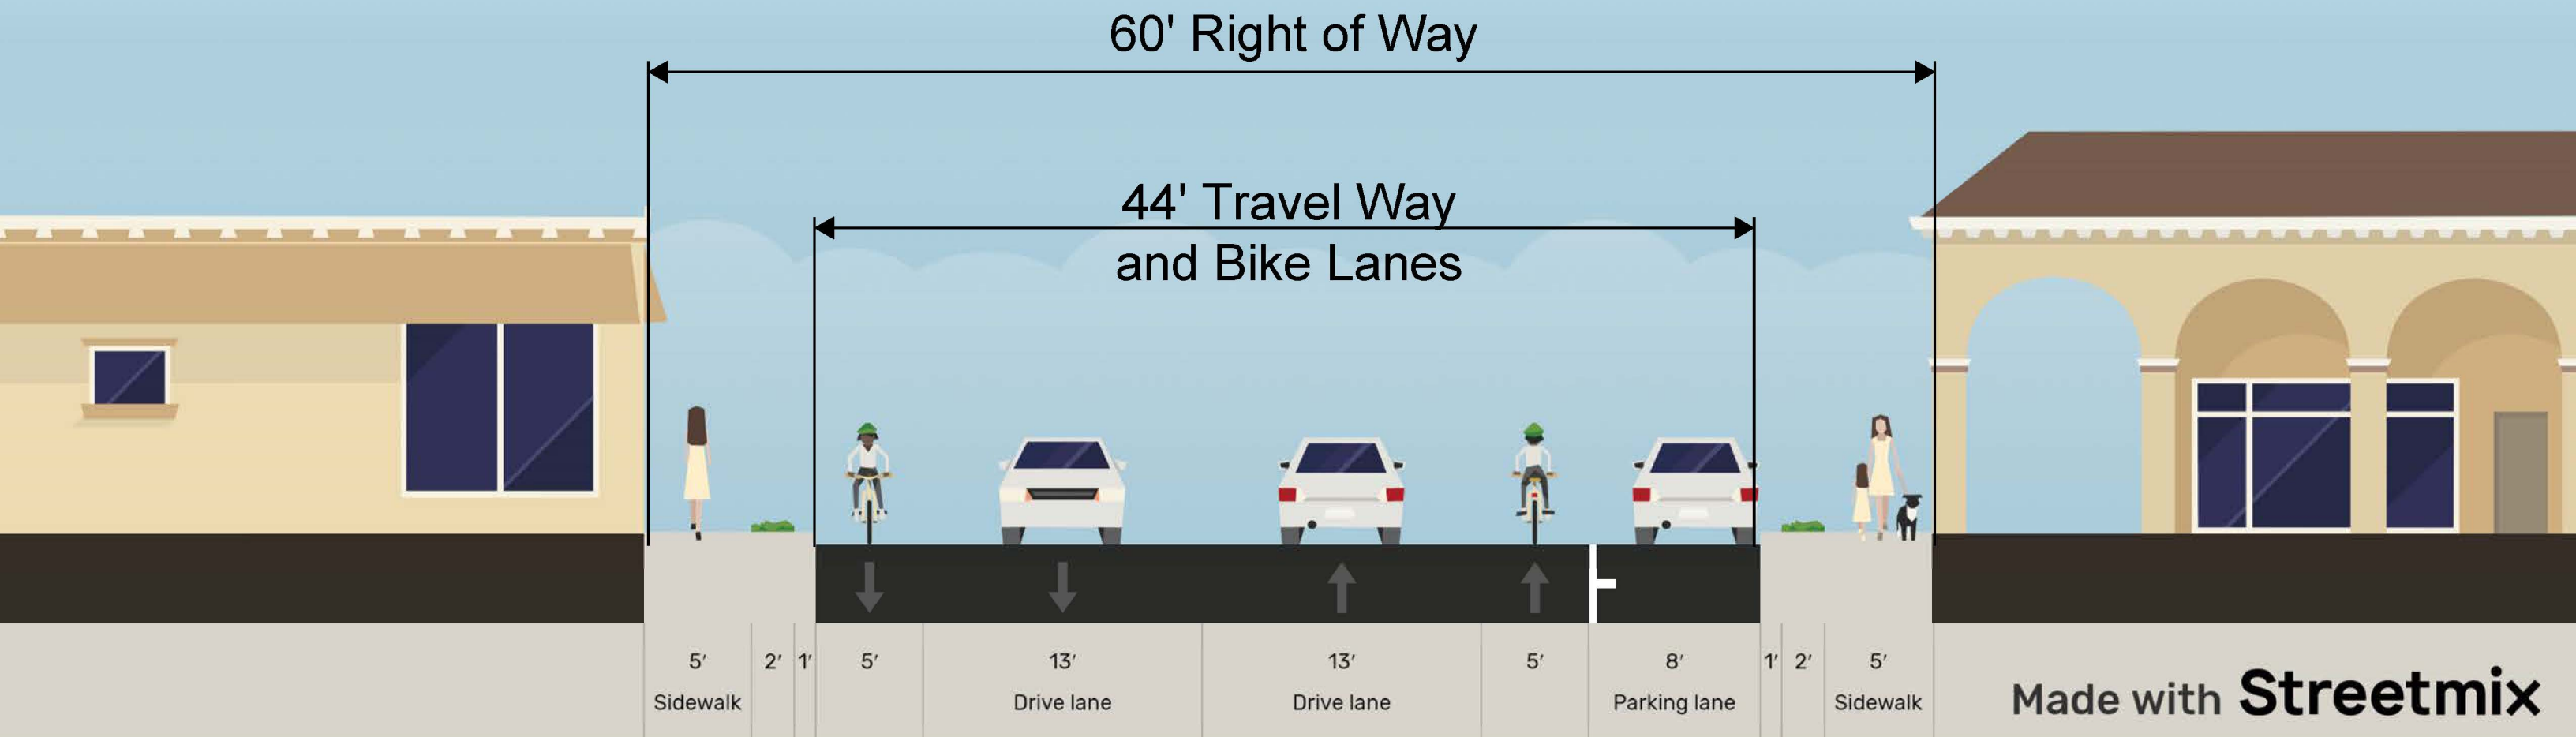 60' Right of Way
44' Travel Way
and Bike Lanes
5' 2' 1' 5' 13' 13' 5' 8' 1' 2' 5'
Sidewalk Drive lane Drive lane Parking lane Sidewalk
Made with Streetmix